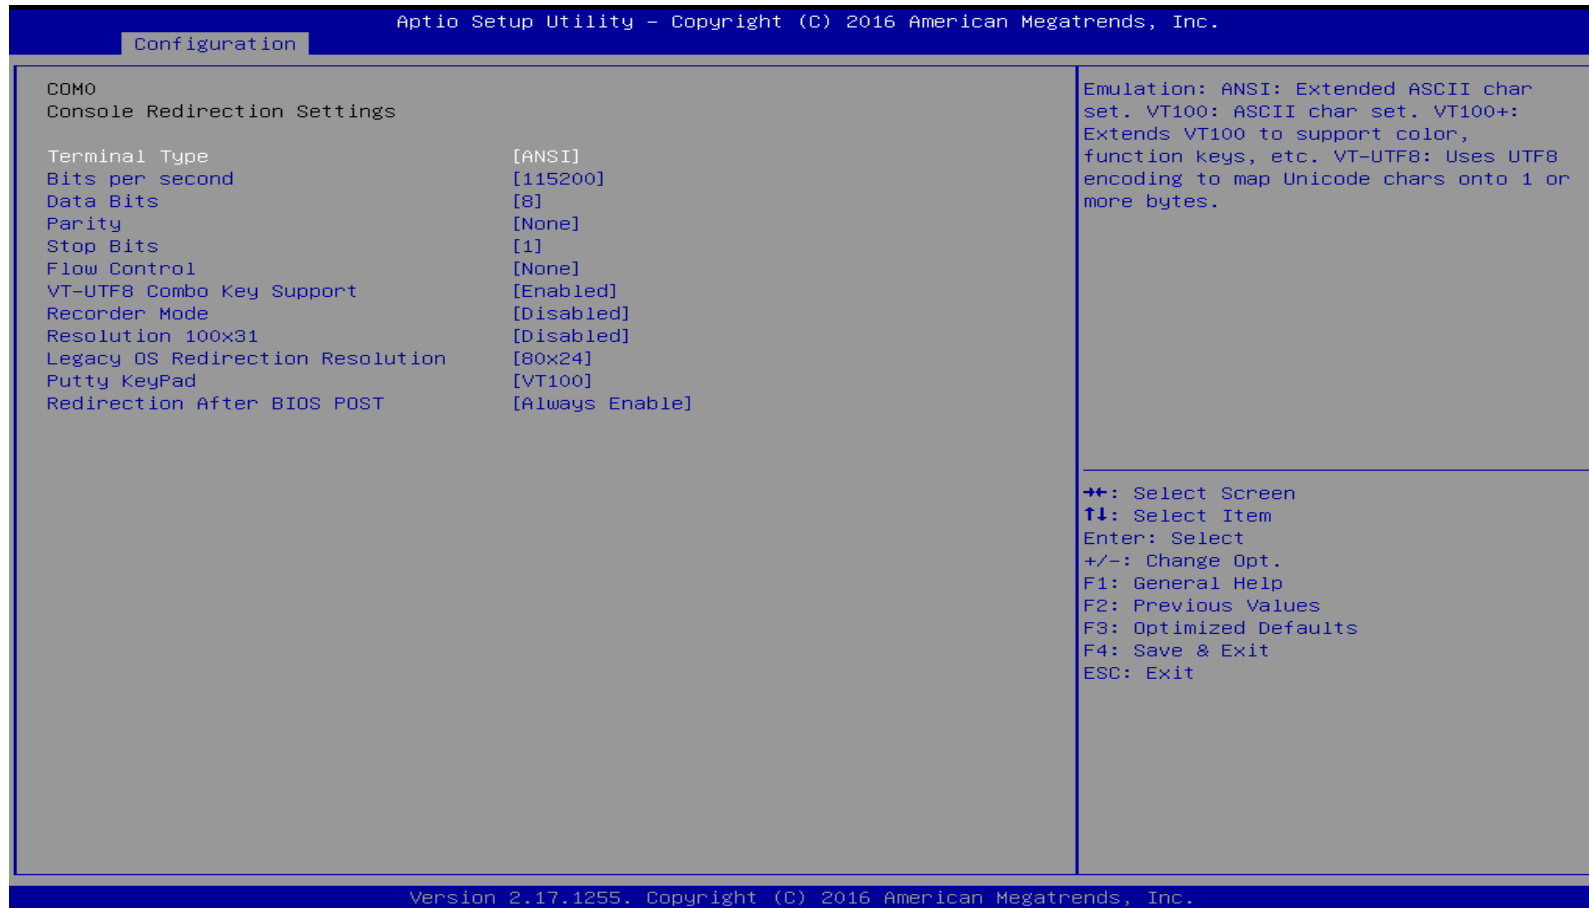 Aptio Setup Utility – Copyright (C) 2016 American Megatrends, Inc.
Configuration
COM0
Console Redirection Settings
Terminal Type [ANSI]
Bits per second [115200]
Data Bits [8]
Parity [None]
Stop Bits [1]
Flow Control [None]
VT-UTF8 Combo Key Support [Enabled]
Recorder Mode [Disabled]
Resolution 100x31 [Disabled]
Legacy OS Redirection Resolution [80x24]
Putty KeyPad [VT100]
Redirection After BIOS POST [Always Enable]
Emulation: ANSI: Extended ASCII char
set. VT100: ASCII char set. VT100+:
Extends VT100 to support color,
function keys, etc. VT-UTF8: Uses UTF8
encoding to map Unicode chars onto 1 or
more bytes.
→←: Select Screen
↑↓: Select Item
Enter: Select
+/-: Change Opt.
F1: General Help
F2: Previous Values
F3: Optimized Defaults
F4: Save & Exit
ESC: Exit
Version 2.17.1255. Copyright (C) 2016 American Megatrends, Inc.